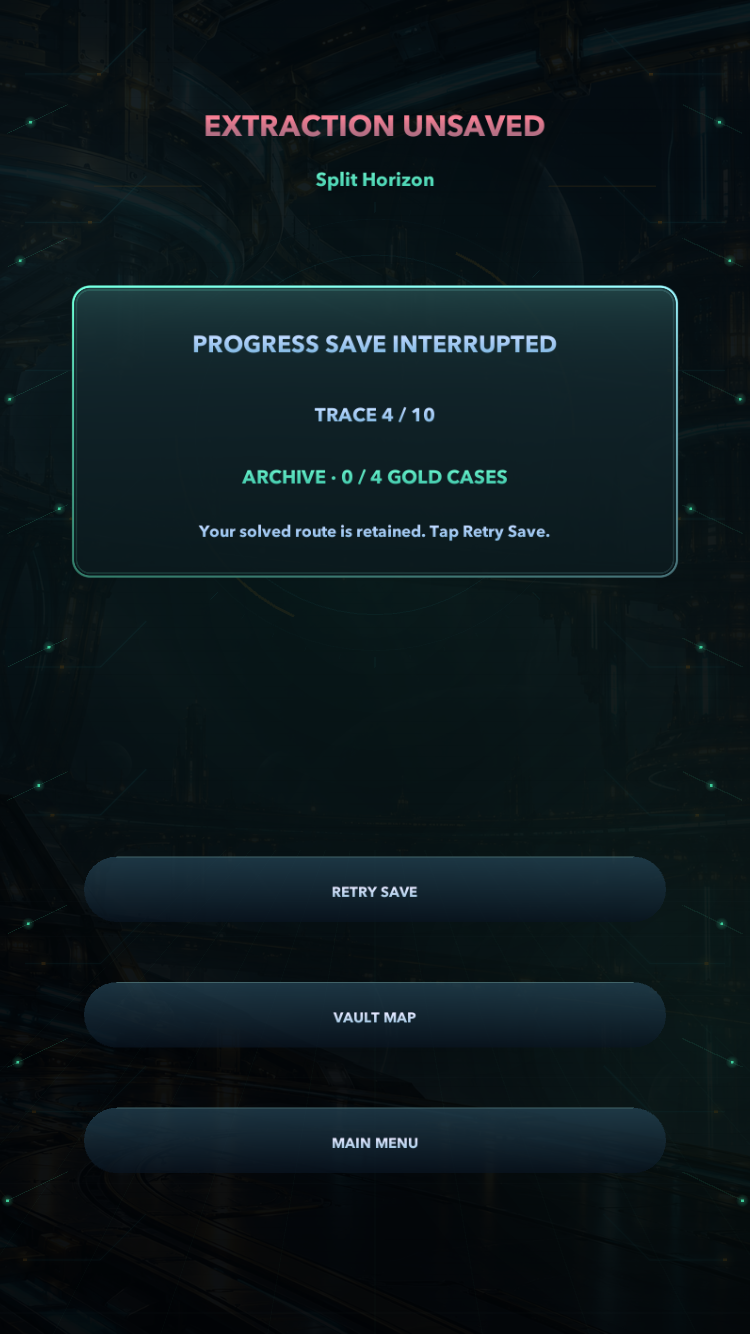 EXTRACTION UNSAVED
Split Horizon
PROGRESS SAVE INTERRUPTED
TRACE 4 / 10
ARCHIVE · 0 / 4 GOLD CASES
Your solved route is retained. Tap Retry Save.
RETRY SAVE
VAULT MAP
MAIN MENU